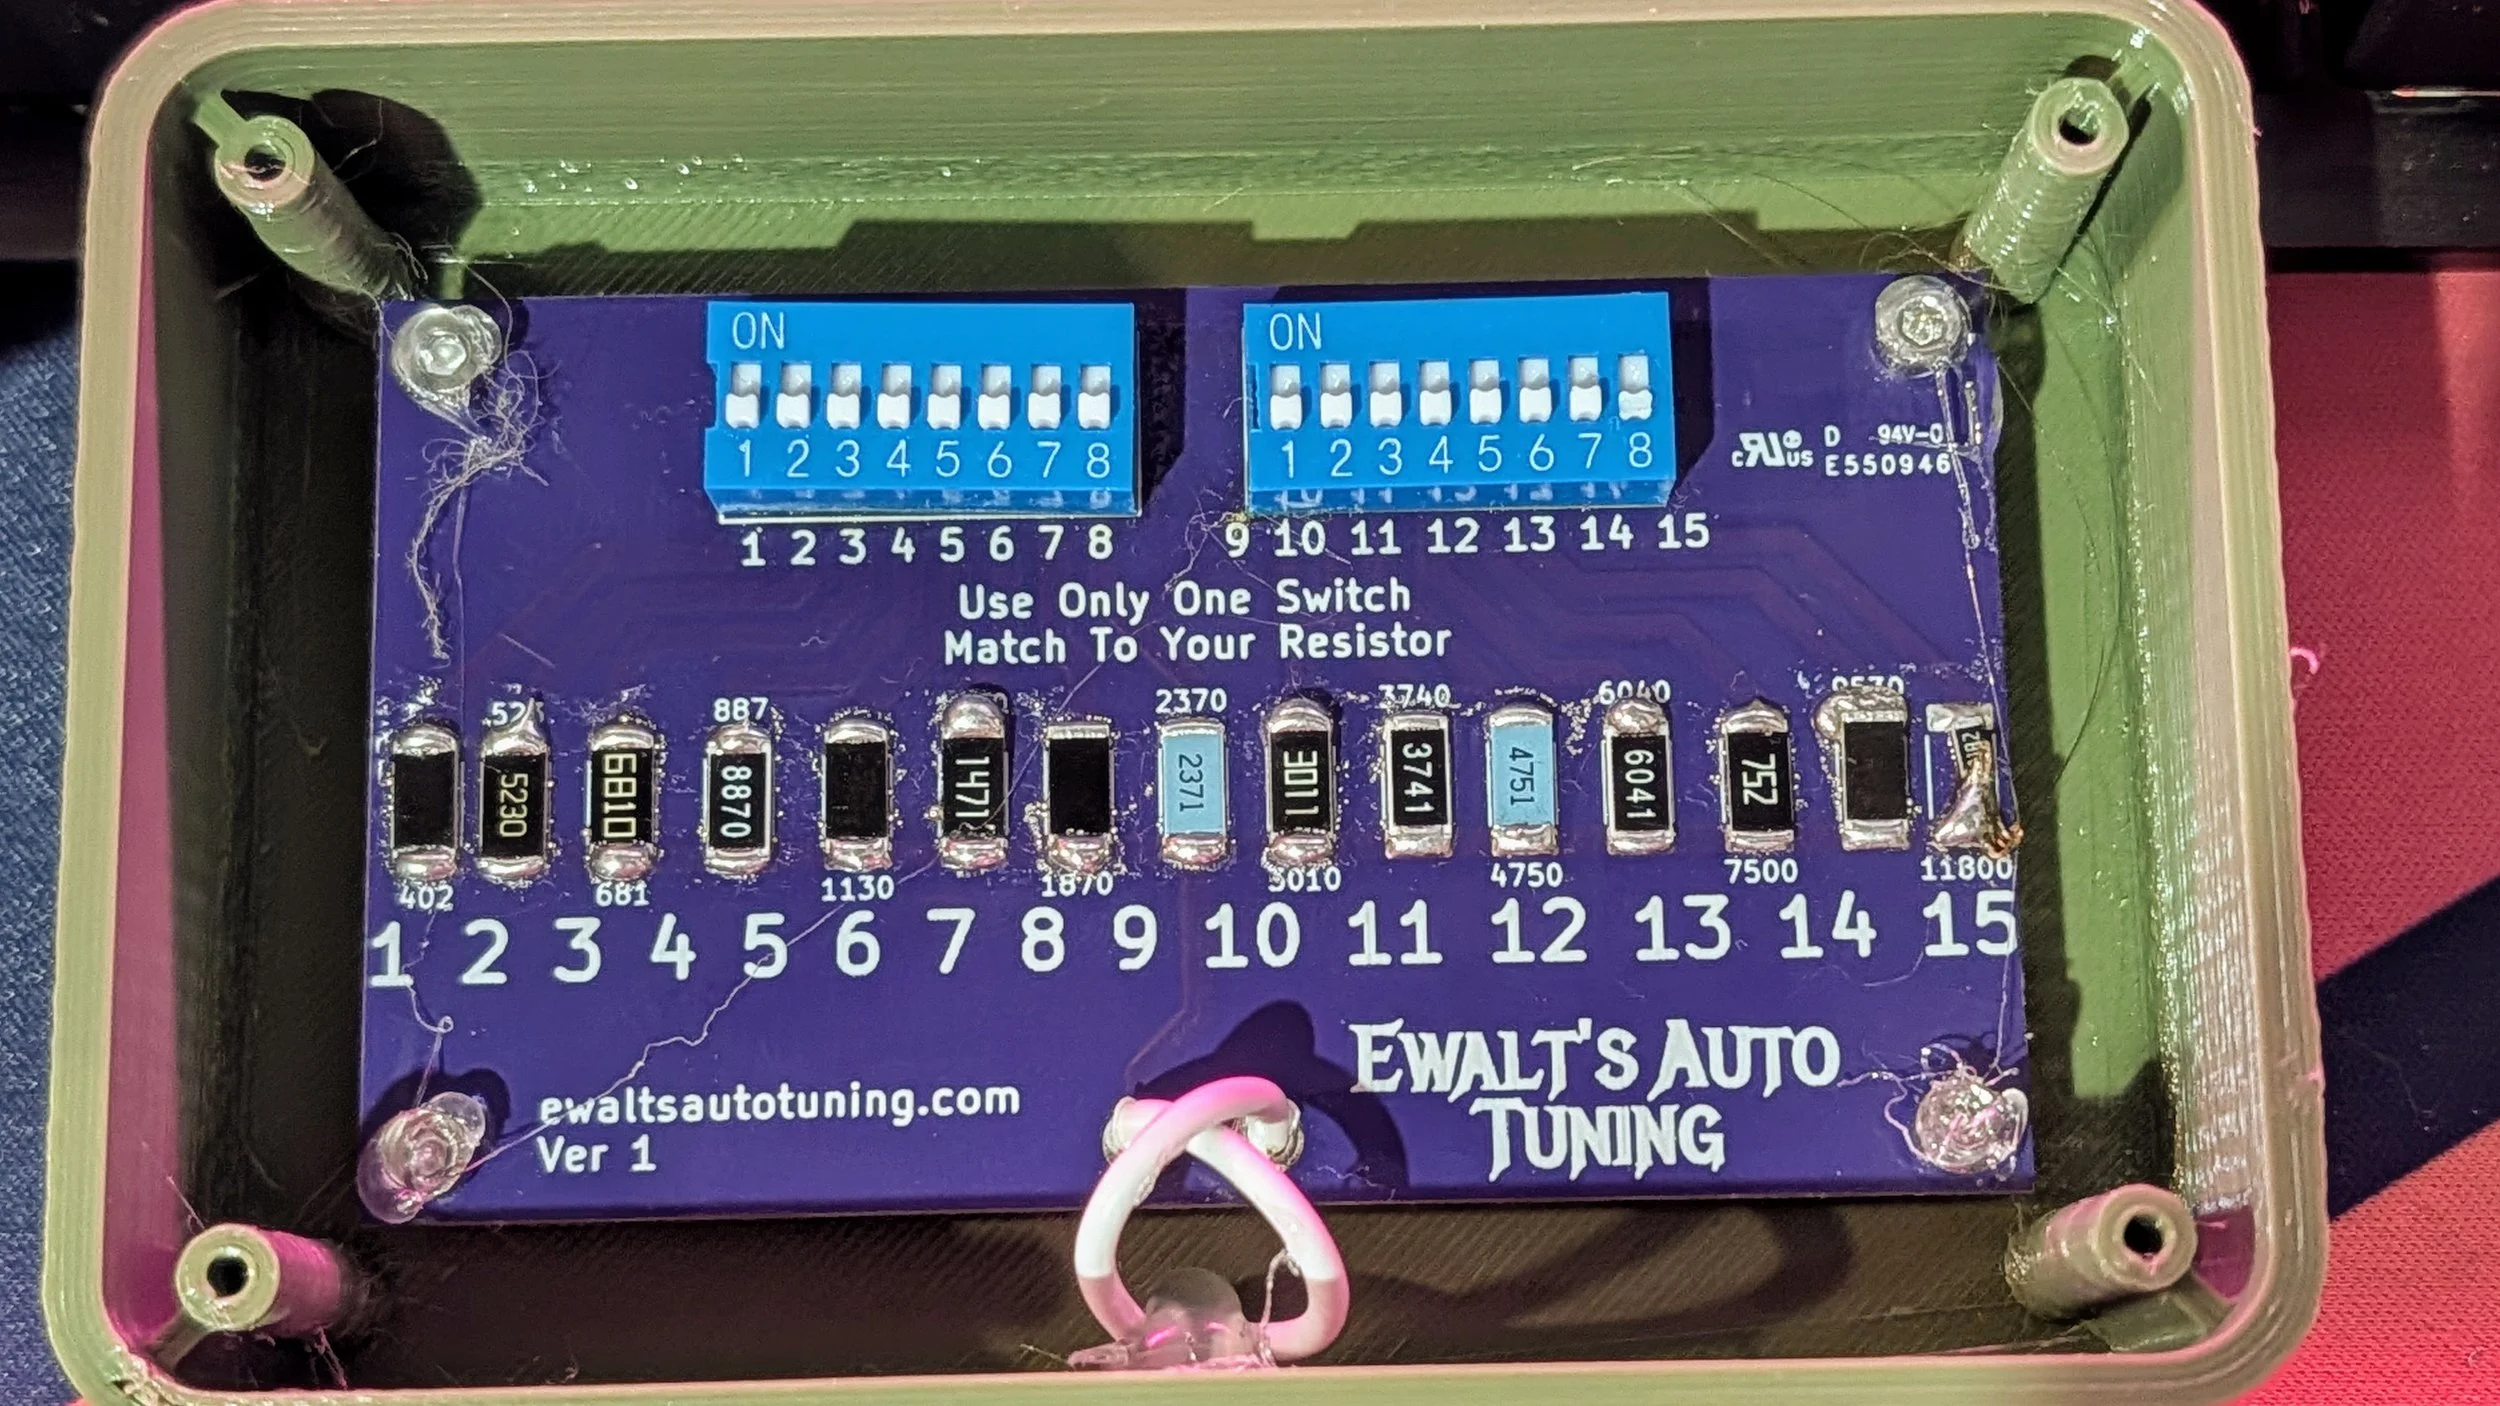 ON ON
1 2 3 4 5 6 7 8 1 2 3 4 5 6 7 8
D 94V-0
c RU US E550946
1 2 3 4 5 6 7 8 9 10 11 12 13 14 15
Use Only One Switch
Match To Your Resistor
887 2370 3740 6040
5230 6810 8870 1471 2371 3011 3741 4751 6041 752
402 681 1130 1870 3010 4750 7500 11800
1 2 3 4 5 6 7 8 9 10 11 12 13 14 15
EWALT'S AUTO
TUNING
ewaltsautotuning.com
Ver 1